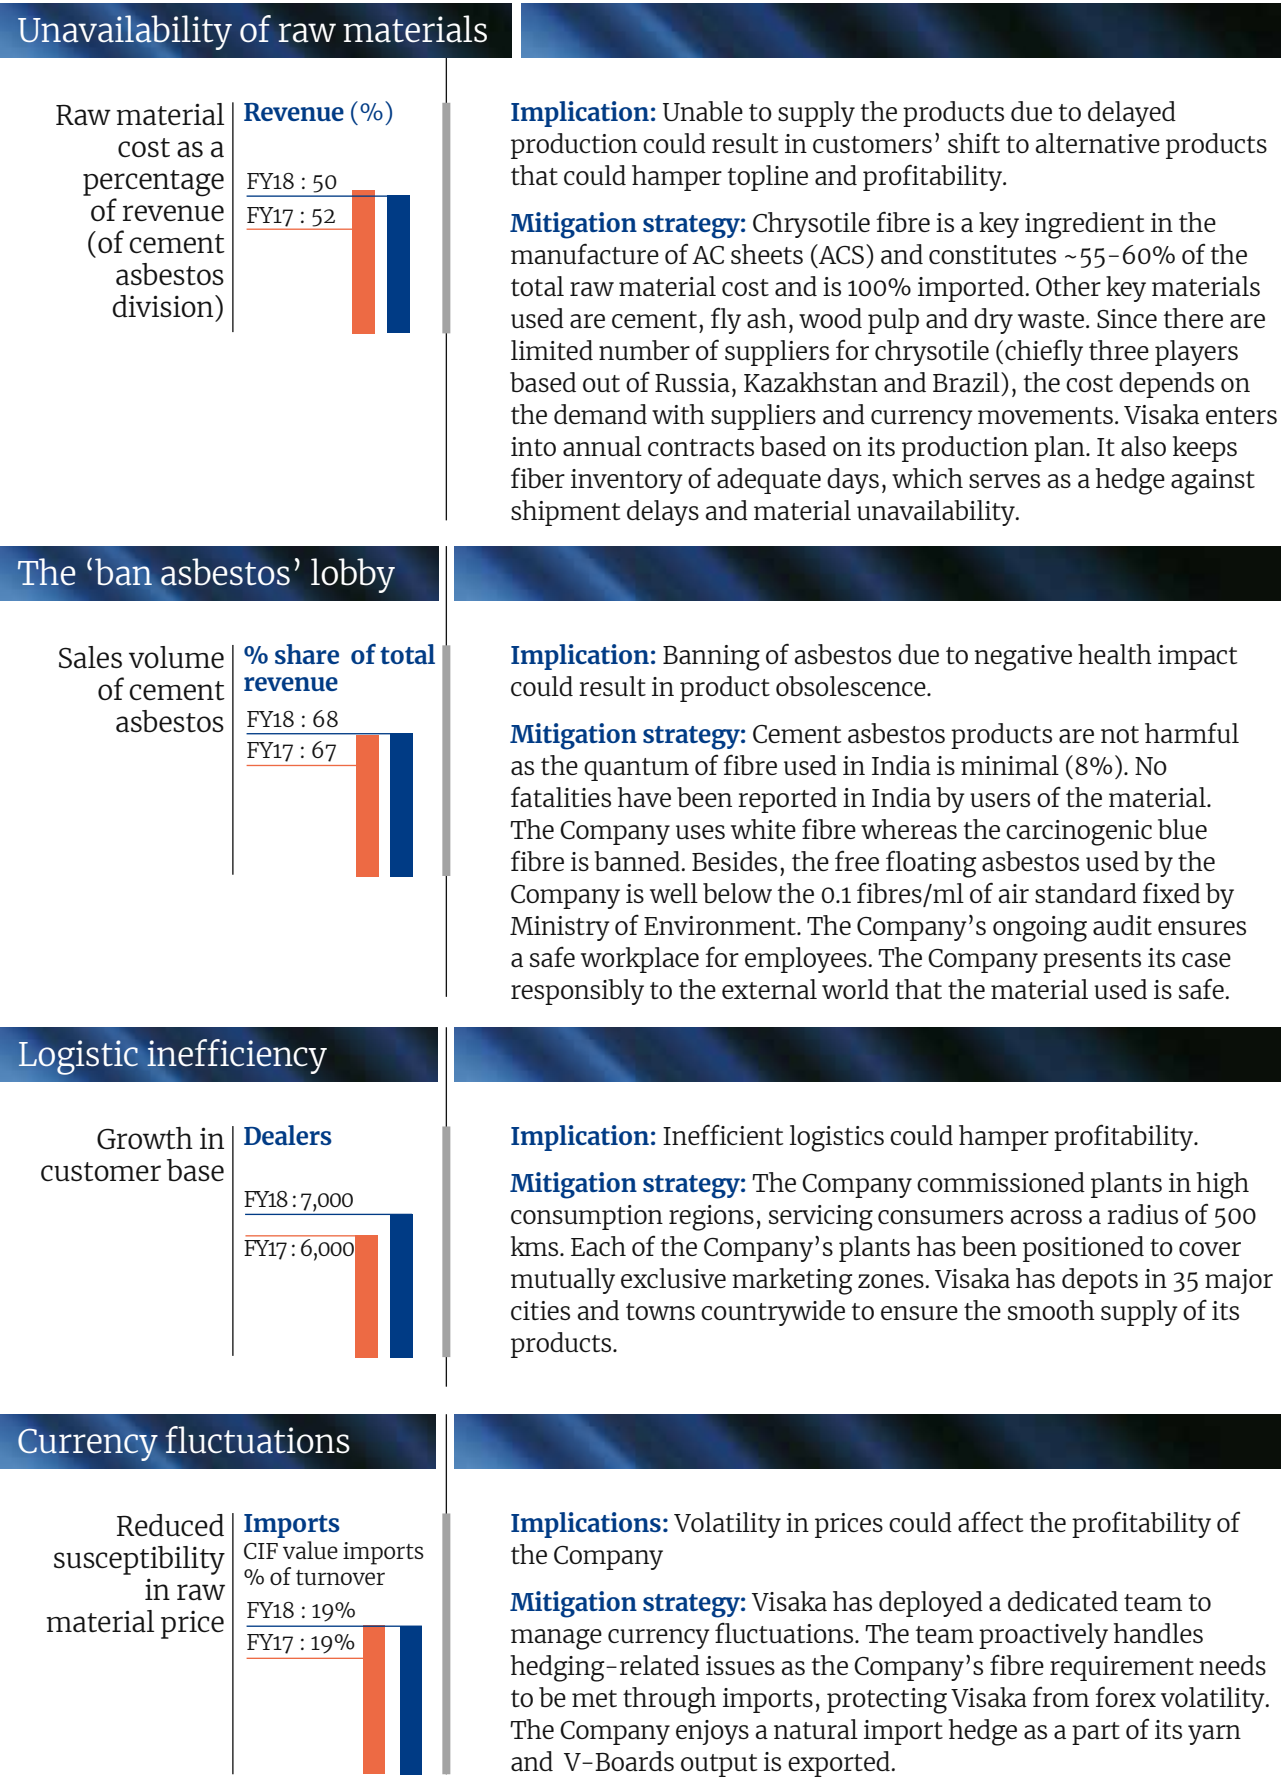 Unavailability of raw materials
Raw material
cost as a
percentage
of revenue
(of cement
asbestos
division)
Revenue (%)
FY18 : 50
FY17 : 52
Implication: Unable to supply the products due to delayed
production could result in customers’ shift to alternative products
that could hamper topline and profitability.
Mitigation strategy: Chrysotile fibre is a key ingredient in the
manufacture of AC sheets (ACS) and constitutes ~55-60% of the
total raw material cost and is 100% imported. Other key materials
used are cement, fly ash, wood pulp and dry waste. Since there are
limited number of suppliers for chrysotile (chiefly three players
based out of Russia, Kazakhstan and Brazil), the cost depends on
the demand with suppliers and currency movements. Visaka enters
into annual contracts based on its production plan. It also keeps
fiber inventory of adequate days, which serves as a hedge against
shipment delays and material unavailability.
The ‘ban asbestos’ lobby
Sales volume
of cement
asbestos
% share of total
revenue
FY18 : 68
FY17 : 67
Implication: Banning of asbestos due to negative health impact
could result in product obsolescence.
Mitigation strategy: Cement asbestos products are not harmful
as the quantum of fibre used in India is minimal (8%). No
fatalities have been reported in India by users of the material.
The Company uses white fibre whereas the carcinogenic blue
fibre is banned. Besides, the free floating asbestos used by the
Company is well below the 0.1 fibres/ml of air standard fixed by
Ministry of Environment. The Company’s ongoing audit ensures
a safe workplace for employees. The Company presents its case
responsibly to the external world that the material used is safe.
Logistic inefficiency
Growth in
customer base
Dealers
FY18 : 7,000
FY17 : 6,000
Implication: Inefficient logistics could hamper profitability.
Mitigation strategy: The Company commissioned plants in high
consumption regions, servicing consumers across a radius of 500
kms. Each of the Company’s plants has been positioned to cover
mutually exclusive marketing zones. Visaka has depots in 35 major
cities and towns countrywide to ensure the smooth supply of its
products.
Currency fluctuations
Reduced
susceptibility
in raw
material price
Imports
CIF value imports
% of turnover
FY18 : 19%
FY17 : 19%
Implications: Volatility in prices could affect the profitability of
the Company
Mitigation strategy: Visaka has deployed a dedicated team to
manage currency fluctuations. The team proactively handles
hedging-related issues as the Company’s fibre requirement needs
to be met through imports, protecting Visaka from forex volatility.
The Company enjoys a natural import hedge as a part of its yarn
and V-Boards output is exported.